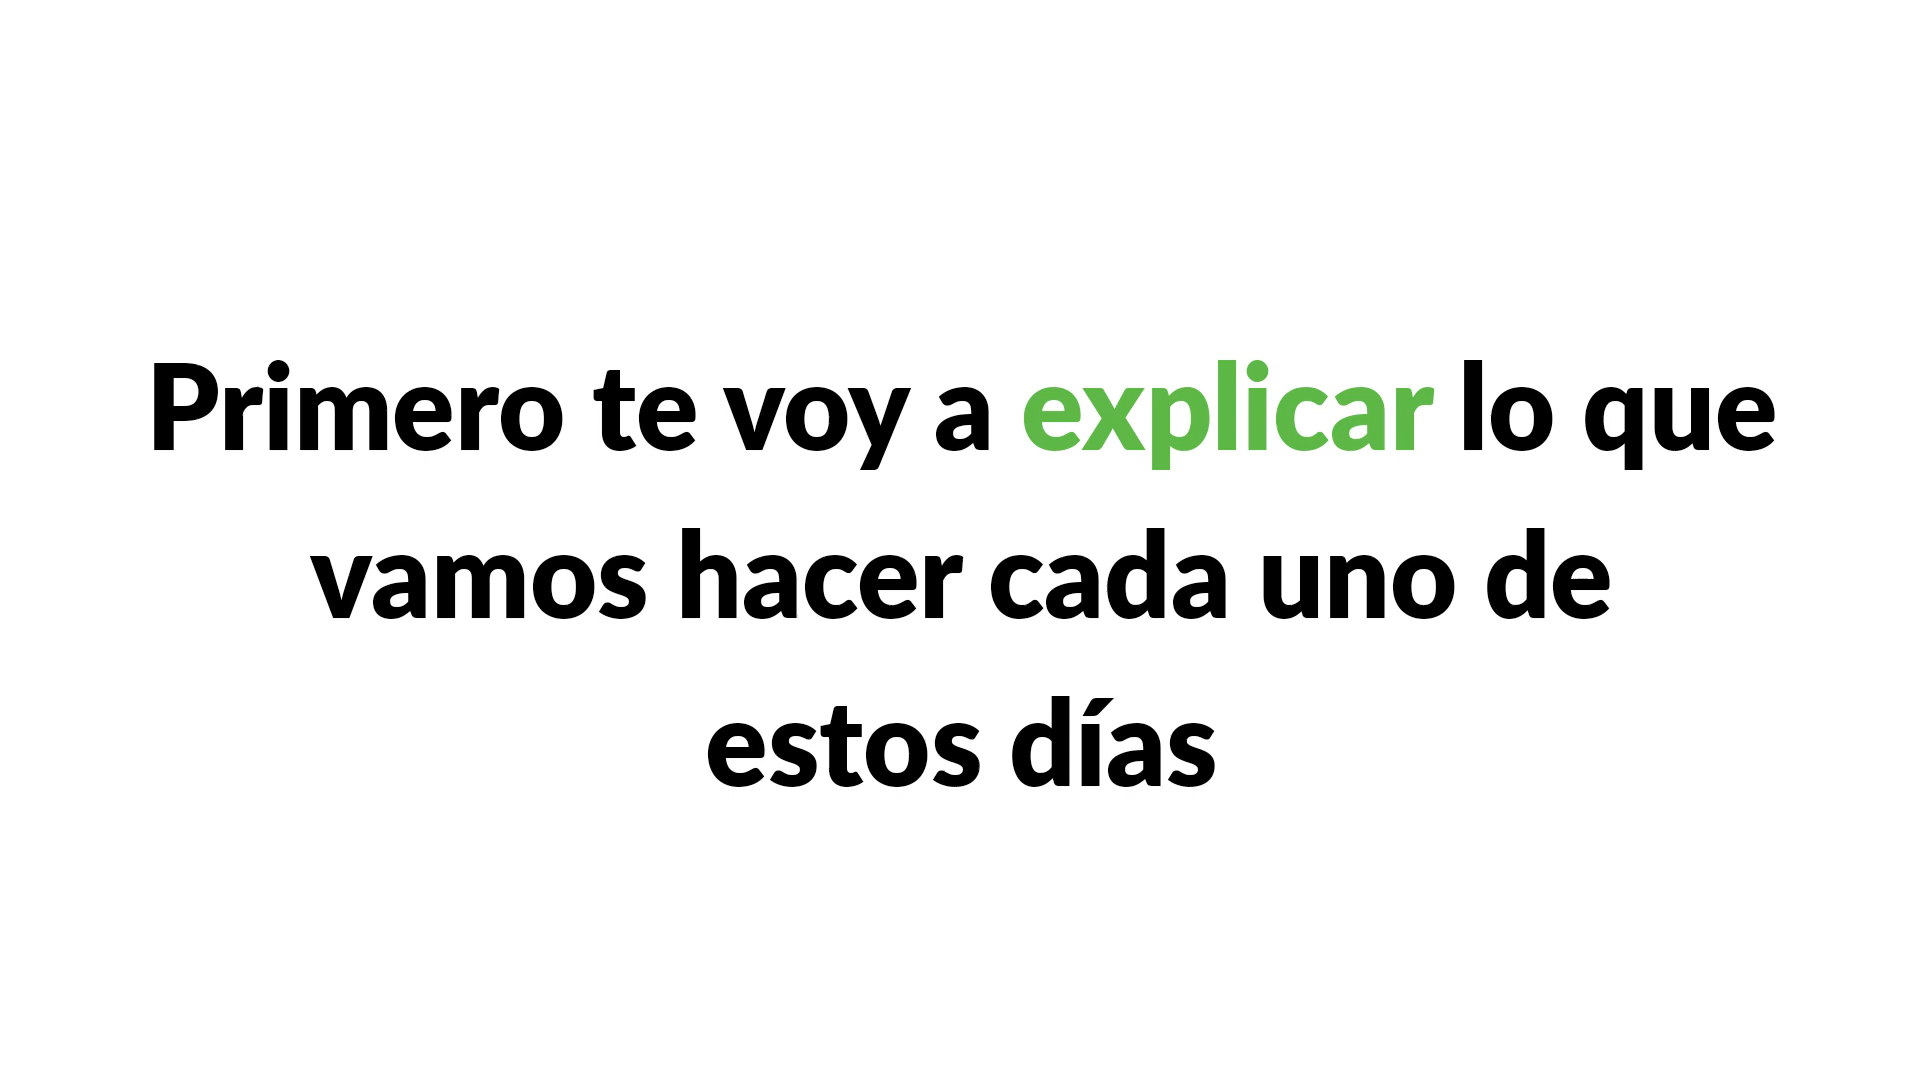 Primero te voy a explicar lo que
vamos hacer cada uno de
estos días